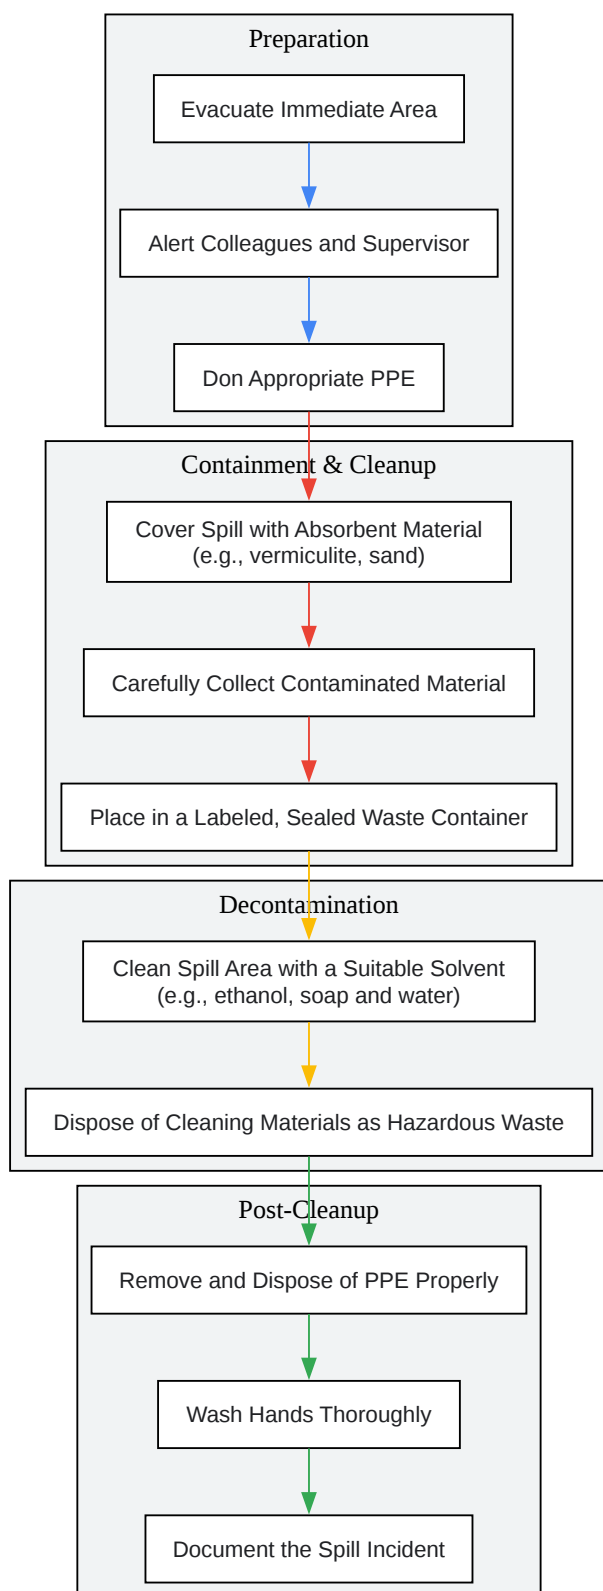 Preparation
Evacuate Immediate Area
Alert Colleagues and Supervisor
Don Appropriate PPE
Containment & Cleanup
Cover Spill with Absorbent Material
(e.g., vermiculite, sand)
Carefully Collect Contaminated Material
Place in a Labeled, Sealed Waste Container
Decontamination
Clean Spill Area with a Suitable Solvent
(e.g., ethanol, soap and water)
Dispose of Cleaning Materials as Hazardous Waste
Post-Cleanup
Remove and Dispose of PPE Properly
Wash Hands Thoroughly
Document the Spill Incident